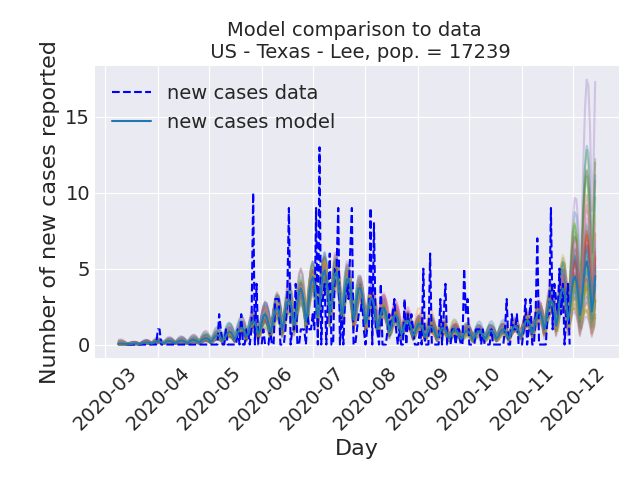 Model comparison to data
US - Texas - Lee, pop. = 17239
Number of new cases reported
15
10
5
0
new cases data
new cases model
2020-03
2020-04
2020-05
2020-06
2020-07
2020-08
2020-09
2020-10
2020-11
2020-12
Day